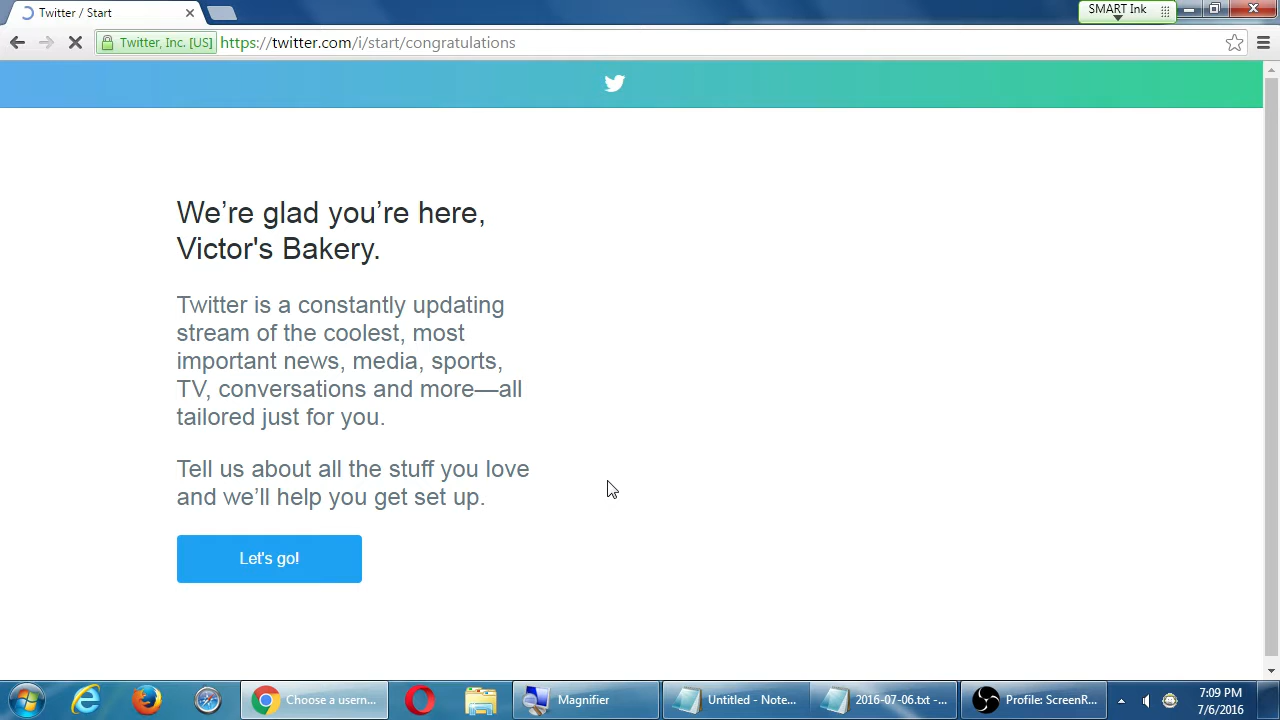 Twitter / Start
SMART Ink
Twitter, Inc. [US]
https://twitter.com/i/start/congratulations
We’re glad you’re here,
Victor's Bakery.
Twitter is a constantly updating
stream of the coolest, most
important news, media, sports,
TV, conversations and more—all
tailored just for you.
Tell us about all the stuff you love
and we’ll help you get set up.
Let's go!
Choose a usern...
Magnifier
Untitled - Note...
2016-07-06.txt -...
Profile: ScreenR...
7:09 PM
7/6/2016